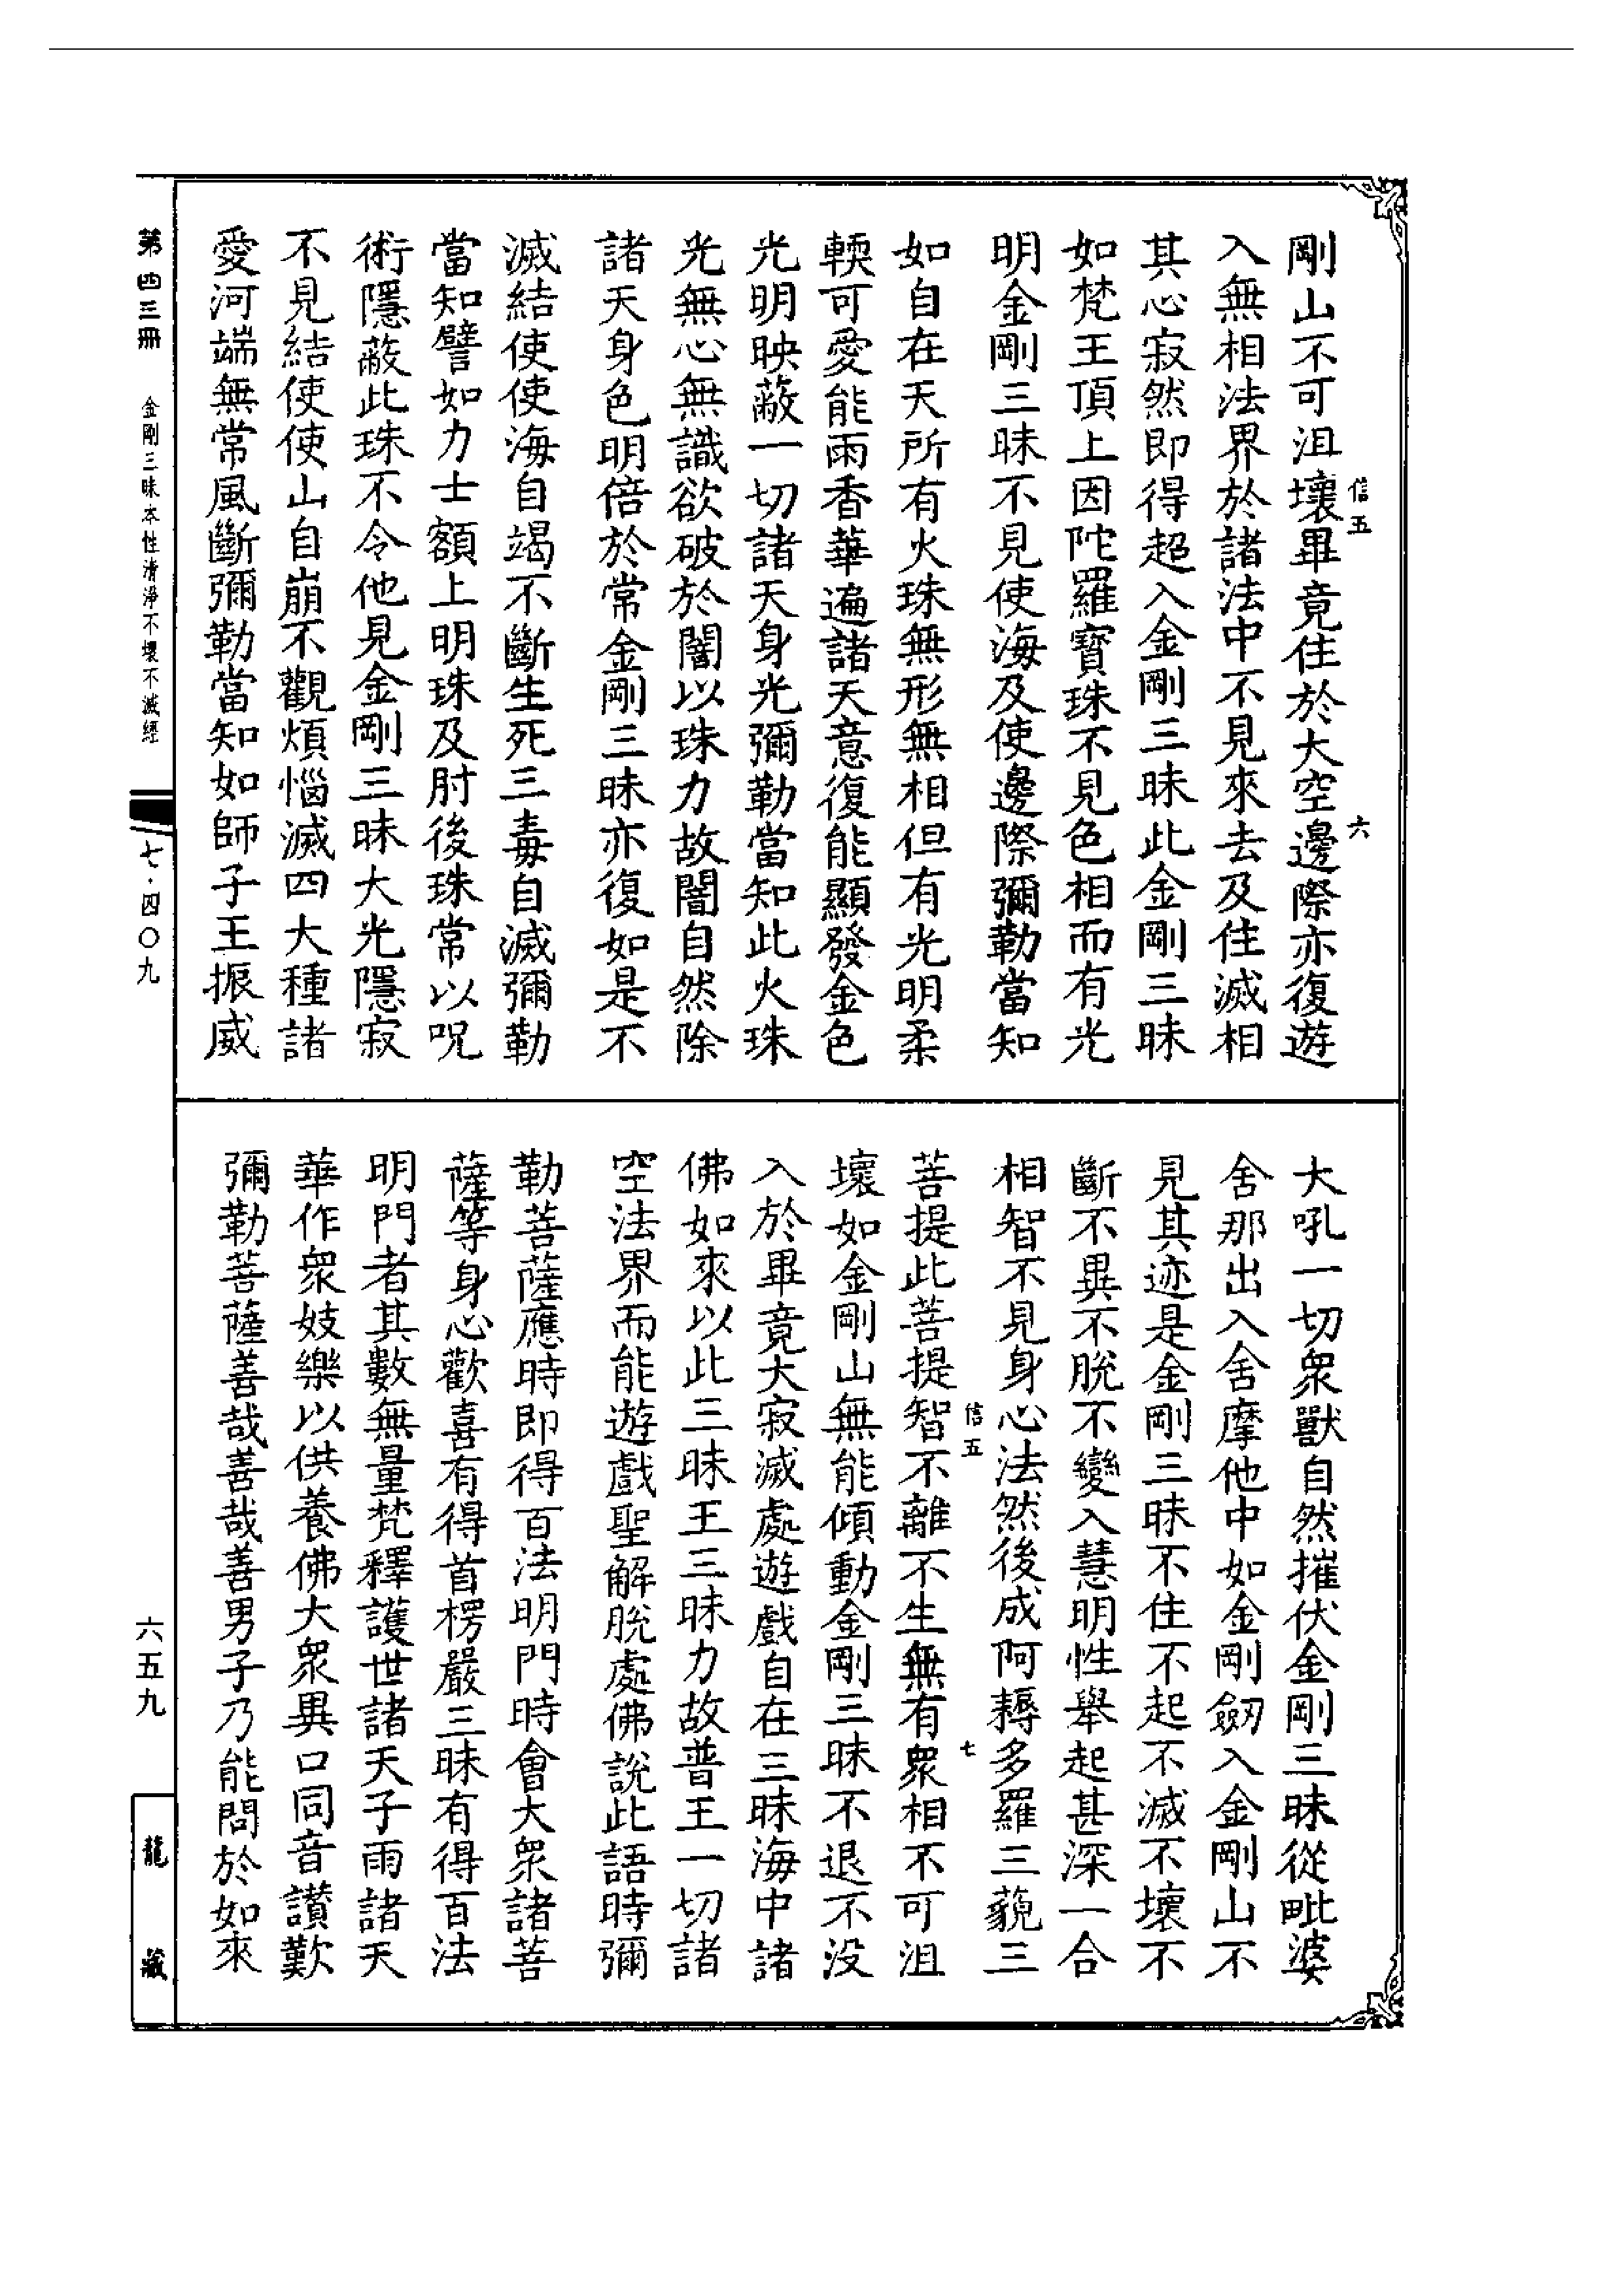 剛山不可沮壞畢竟住於大空邊際亦復遊
信五
六
入無相法界於諸法中不見來去及住滅相
其心寂然即得超入金剛三昧此金剛三昧
如梵王頂上因陀羅寶珠不見色相而有光
明金剛三昧不見使海及使邊際彌勒當知
如自在天所有火珠無形無相但有光明柔
輭可愛能雨香華遍諸天意復能顯發金色
光明映蔽一切諸天身光彌勒當知此火珠
光無心無識欲破於闇以珠力故闇自然除
諸天身色明倍於常金剛三昧亦復如是不
滅結使使海自竭不斷生死三毒自滅彌勒
當知譬如力士額上明珠及肘後珠常以呪
術隱蔽此珠不令他見金剛三昧大光隱寂
不見結使使山自崩不觀煩惱滅四大種諸
愛河端無常風斷彌勒當知如師子王振威
大吼一切眾獸自然摧伏金剛三昧從毗婆
舍那出入舍摩他中如金剛劔入金剛山不
見其迹是金剛三昧不住不起不滅不壞不
斷不異不脫不變入慧明性舉起甚深一合
相智不見身心法然後成阿耨多羅三藐三
菩提此菩提智不離不生無有眾相不可沮
信五
七
壞如金剛山無能傾動金剛三昧不退不没
入於畢竟大寂滅處遊戲自在三昧海中諸
佛如來以此三昧王三昧力故普王一切諸
空法界而能遊戲聖解脫處佛說此語時彌
勒菩薩應時即得百法明門時會大眾諸菩
薩等身心歡喜有得首楞嚴三昧有得百法
明門者其數無量梵釋護世諸天子雨諸天
華作眾妓樂以供養佛大眾異口同音讚歎
彌勒菩薩善哉善哉善男子乃能問於如來
第四三冊
金剛三昧本性清淨不壞不滅經
七·四〇九
六五九
龍藏